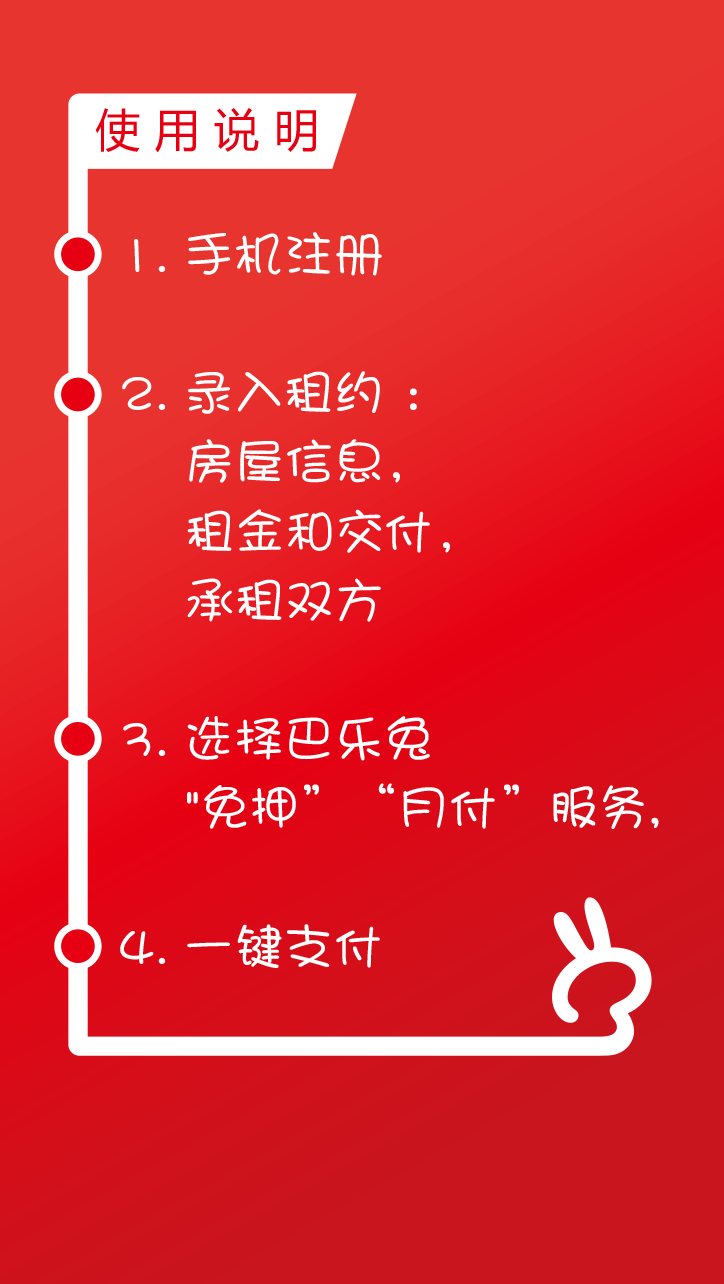 使用说明
1. 手机注册
2. 录入租约：
房屋信息，
租金和交付，
承租双方
3. 选择巴乐兔
"免押” “月付”服务，
4. 一键支付